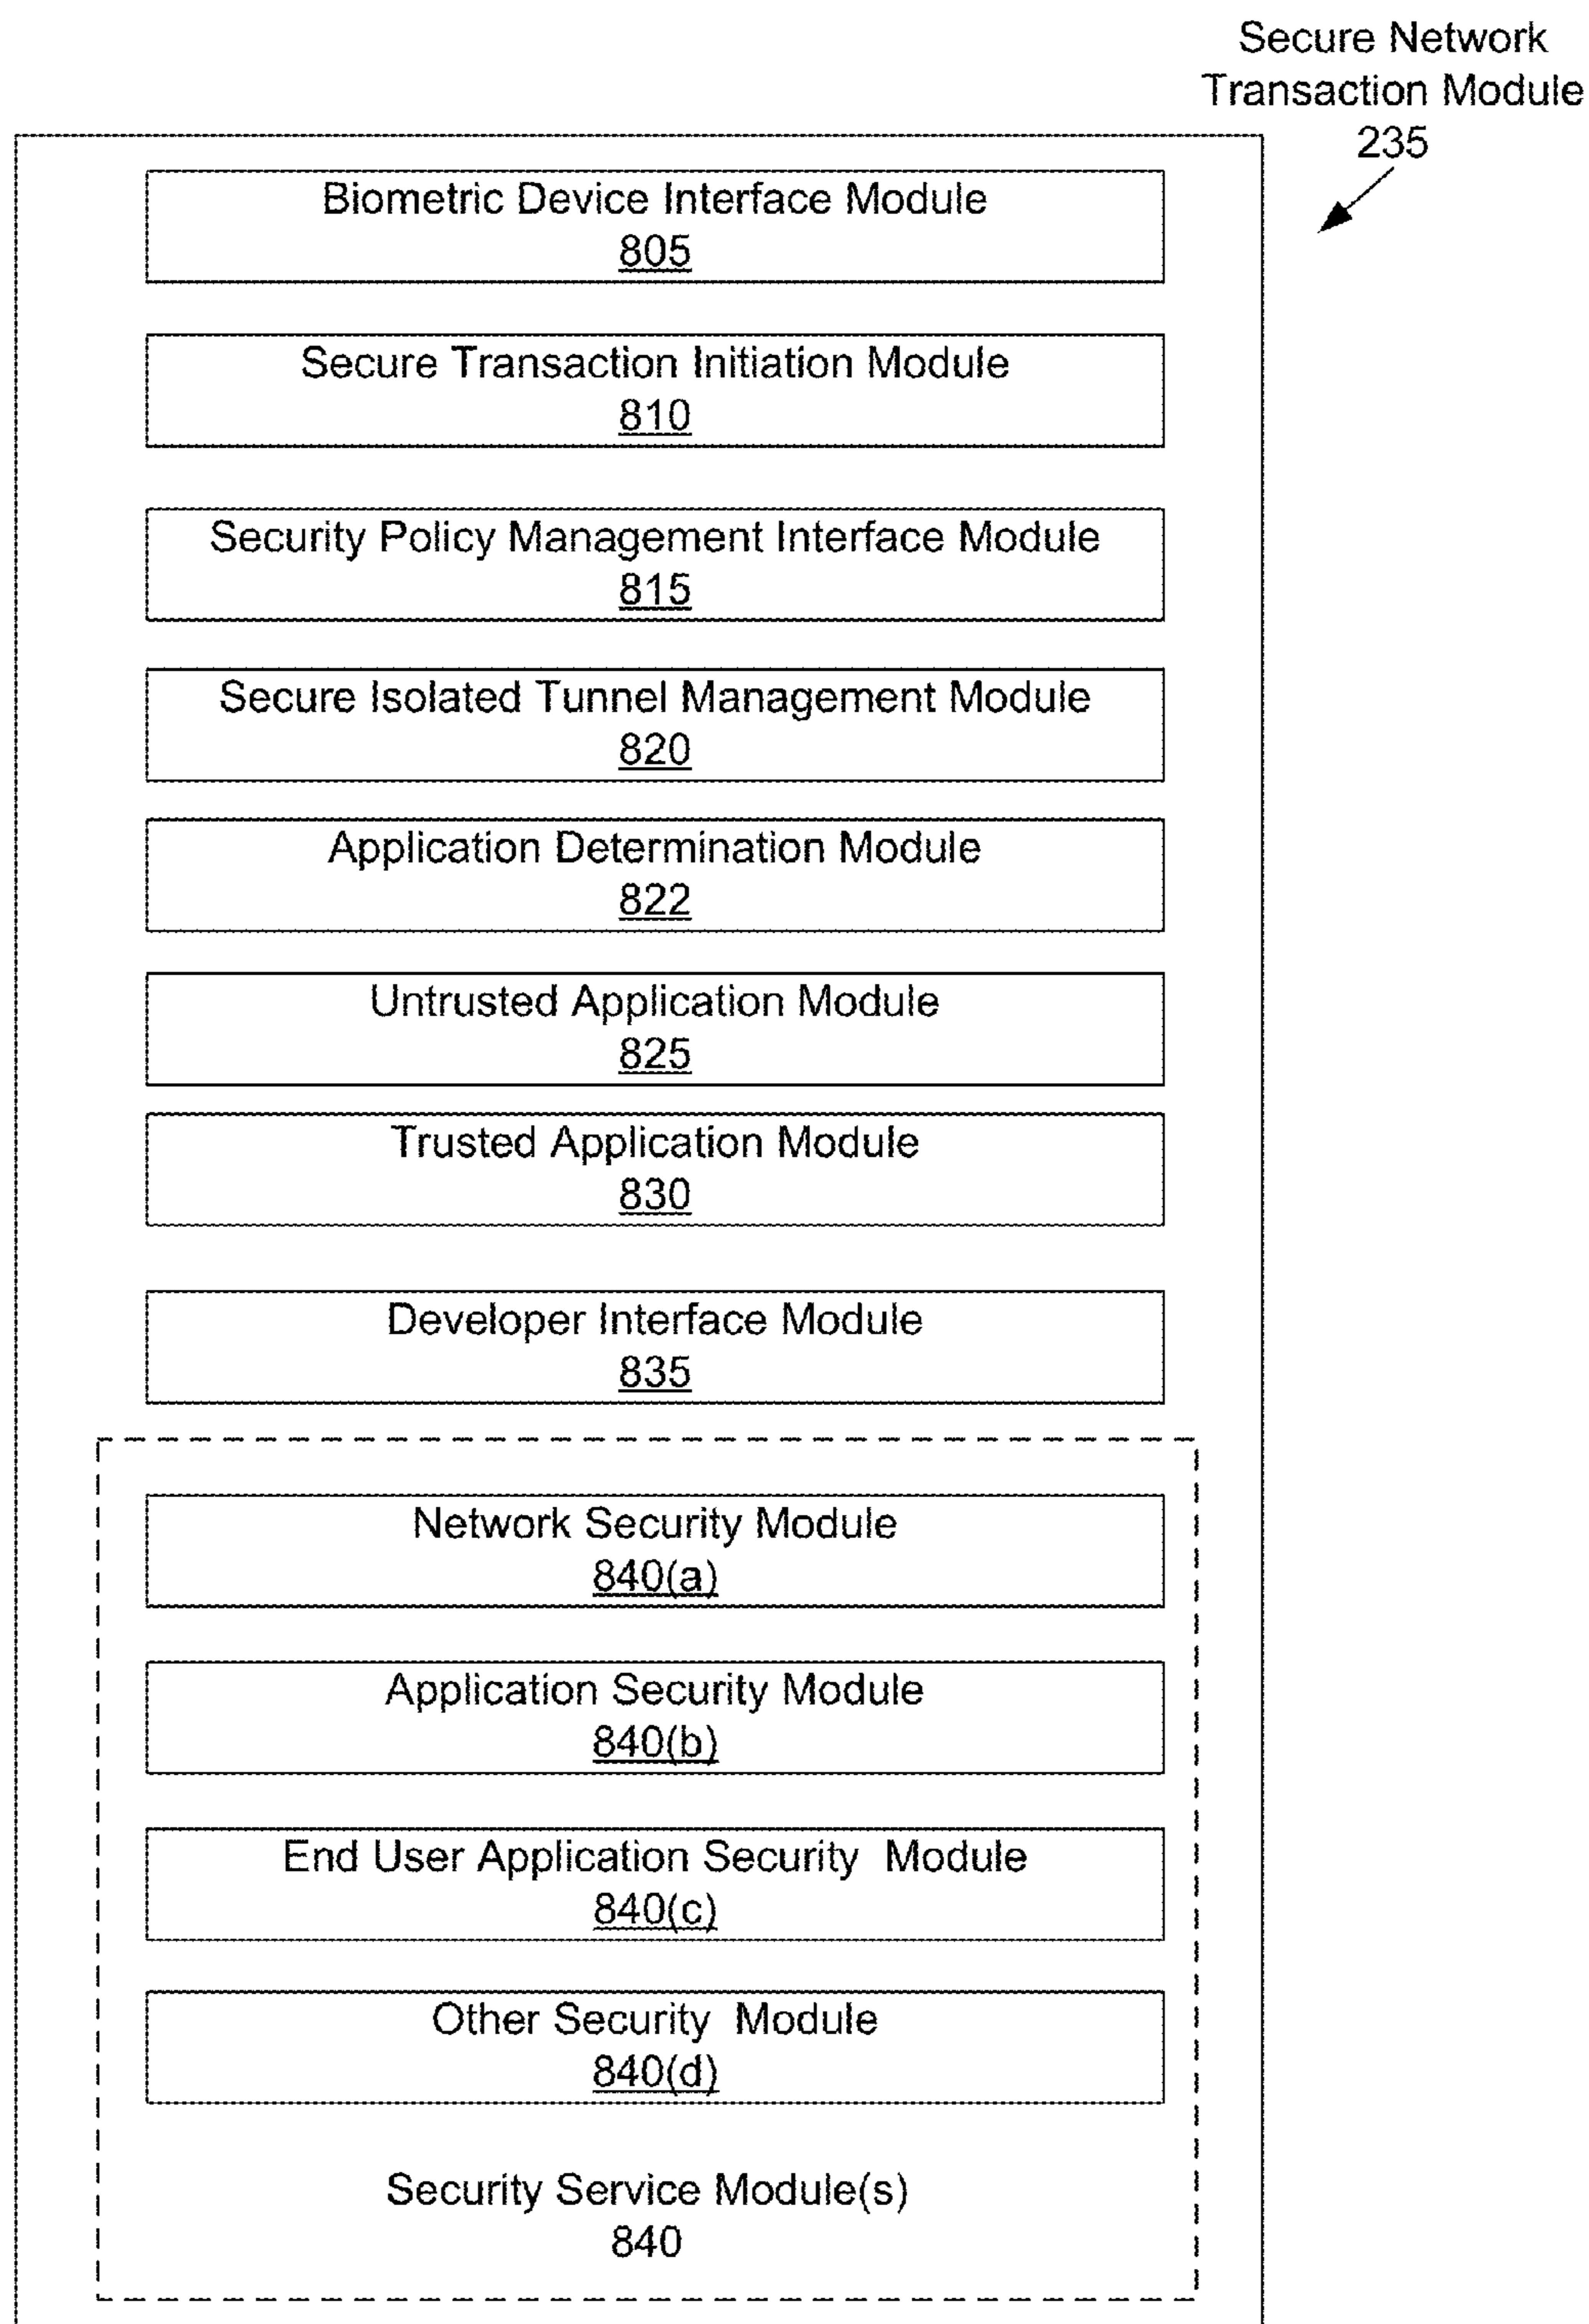 Secure Network
Transaction Module
235
Biometric Device Interface Module
805
Secure Transaction Initiation Module
810
Security Policy Management Interface Module
815
Secure Isolated Tunnel Management Module
820
Application Determination Module
822
Untrusted Application Module
825
Trusted Application Module
830
Developer Interface Module
835
Network Security Module
840(a)
Application Security Module
840(b)
End User Application Security Module
840(c)
Other Security Module
840(d)
Security Service Module(s)
840